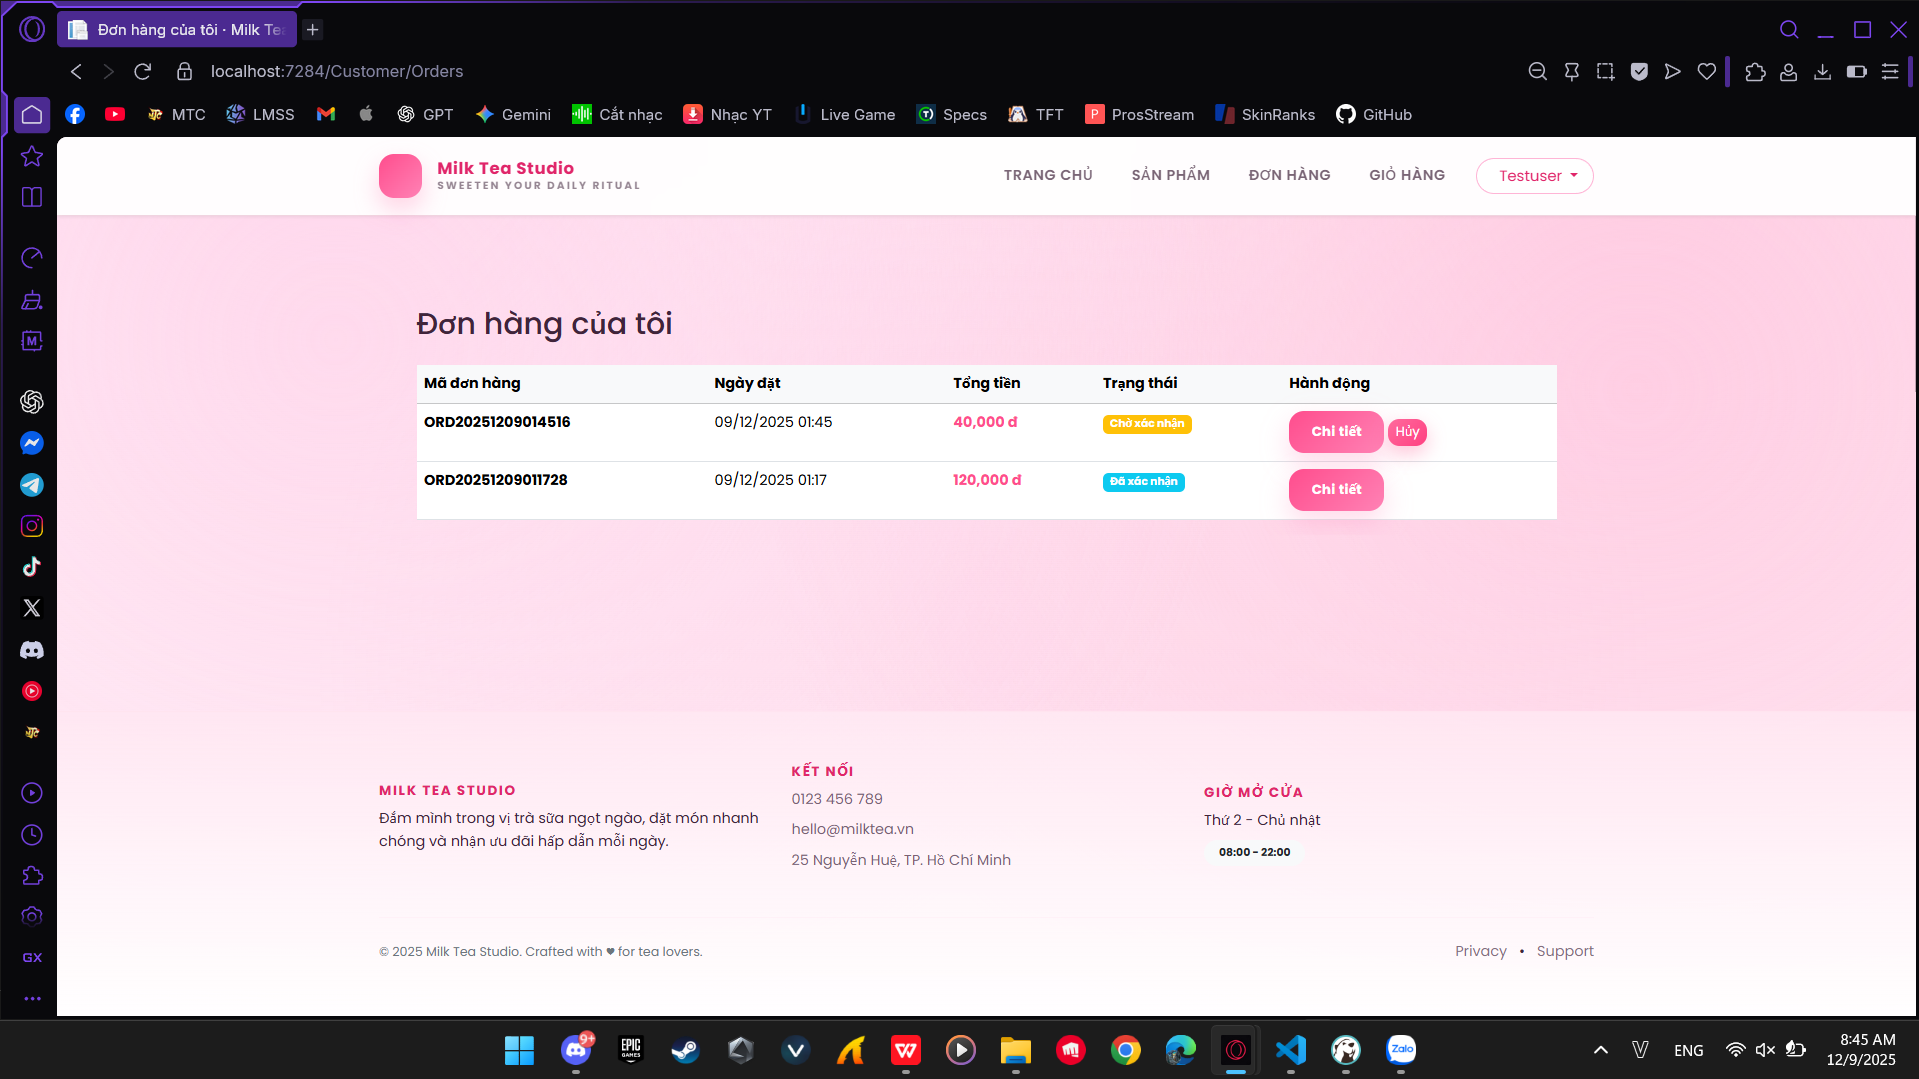 Đơn hàng của tôi · Milk Te
localhost:7284/Customer/Orders
MTC
LMSS
GPT
Gemini
Cắt nhạc
Nhạc YT
Live Game
Specs
TFT
P
ProsStream
SkinRanks
GitHub
Milk Tea Studio
SWEETEN YOUR DAILY RITUAL
TRANG CHỦ
SẢN PHẨM
ĐƠN HÀNG
GIỎ HÀNG
Testuser
M
Đơn hàng của tôi
Mã đơn hàng Ngày đặt Tổng tiền Trạng thái Hành động
ORD20251209014516 09/12/2025 01:45 40,000 đ Chờ xác nhận Chi tiết Hủy
ORD20251209011728 09/12/2025 01:17 120,000 đ Đã xác nhận Chi tiết
MILK TEA STUDIO
Đắm mình trong vị trà sữa ngọt ngào, đặt món nhanh
chóng và nhận ưu đãi hấp dẫn mỗi ngày.
KẾT NỐI
0123 456 789
hello@milktea.vn
25 Nguyễn Huệ, TP. Hồ Chí Minh
GIỜ MỞ CỬA
Thứ 2 - Chủ nhật
08:00 - 22:00
© 2025 Milk Tea Studio. Crafted with ♥ for tea lovers.
Privacy • Support
GX
9+
EPIC
GAMES
Zalo
ENG
8:45 AM
12/9/2025